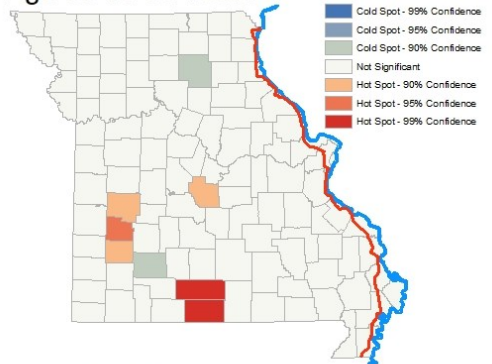 Cold Spot - 99% Confidence
Cold Spot - 95% Confidence
Cold Spot - 90% Confidence
Not Significant
Hot Spot - 90% Confidence
Hot Spot - 95% Confidence
Hot Spot - 99% Confidence